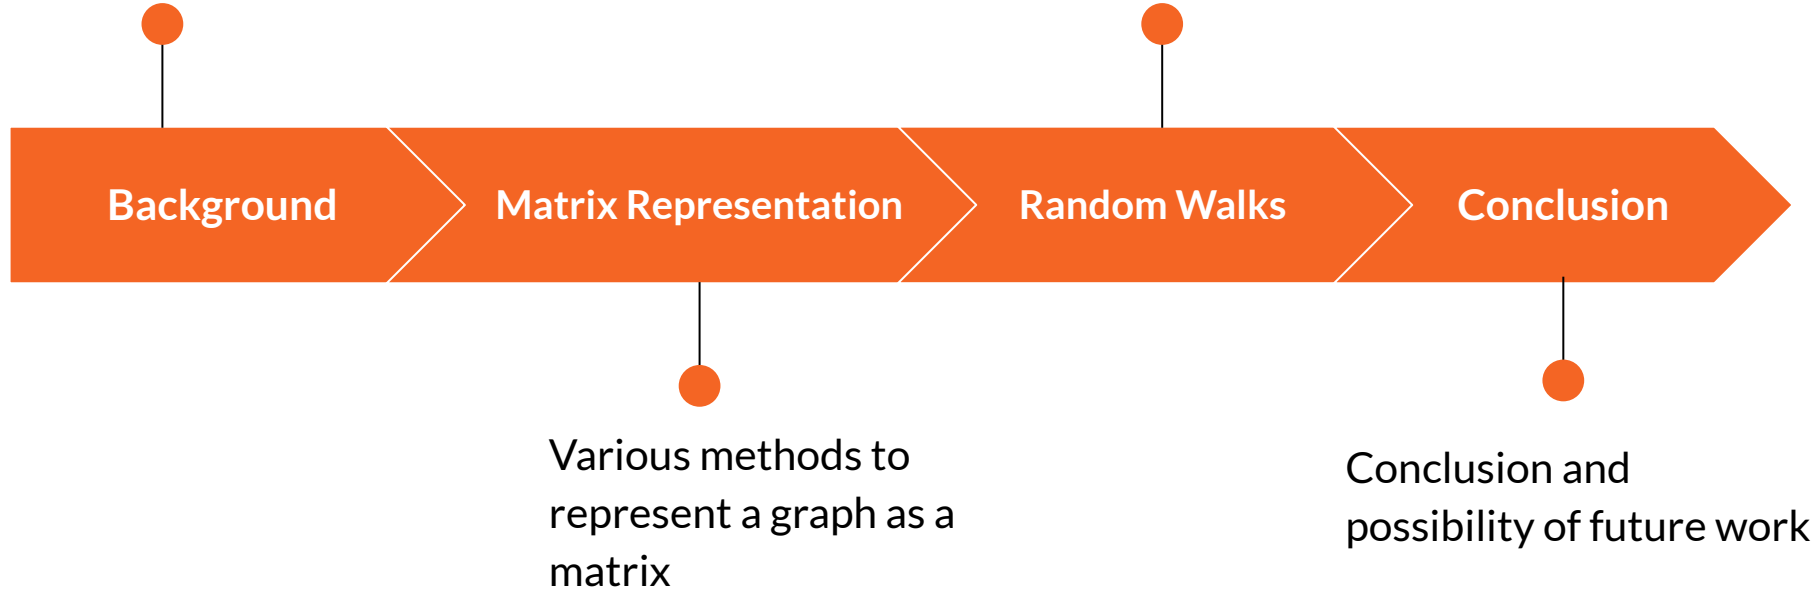 Background
Matrix Representation
Random Walks
Conclusion
Various methods to
represent a graph as a
matrix
Conclusion and
possibility of future work